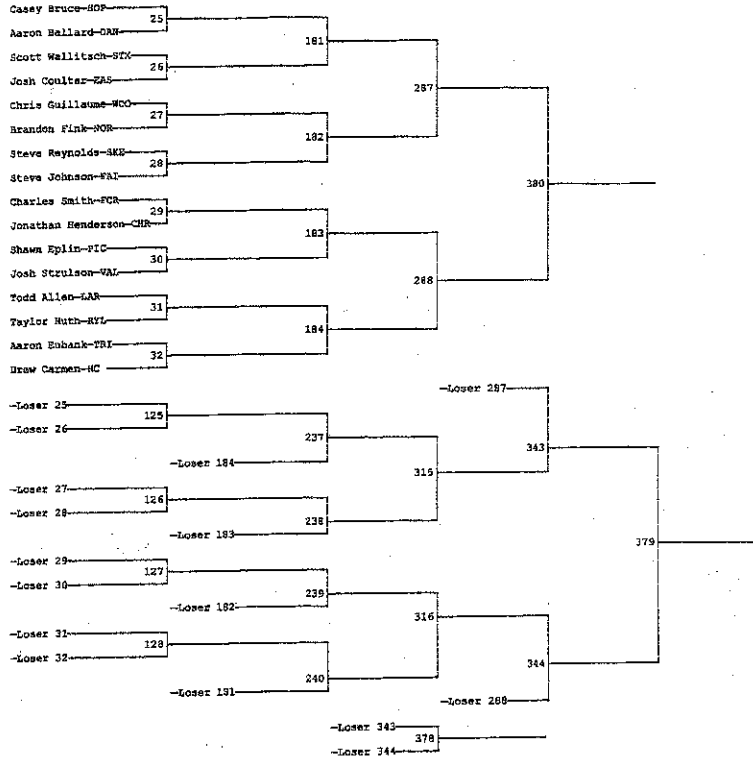 Casey Bruce-HOP
25
Aaron Ballard-DAN
181
Scott Wallitsch-STX
26
Josh Coulter-EAS
287
Chris Guillaume-WOO
27
Brandon Fink-NOR
182
Steve Reynolds-SKE
28
Steve Johnson-FAI
380
Charles Smith-FCR
29
Jonathan Henderson-CHR
183
Shawn Eplin-PIC
30
Josh Strulson-VAL
288
Todd Allen-LAR
31
Taylor Huth-RYL
184
Aaron Eubank-TRI
32
Drew Carmen-HC
-Loser 287
-Loser 25
125
-Loser 26
237
343
-Loser 184
315
-Loser 27
126
-Loser 28
238
-Loser 183
379
-Loser 29
127
-Loser 30
239
-Loser 182
316
-Loser 31
128
-Loser 32
344
240
-Loser 181
-Loser 288
-Loser 343
378
-Loser 344